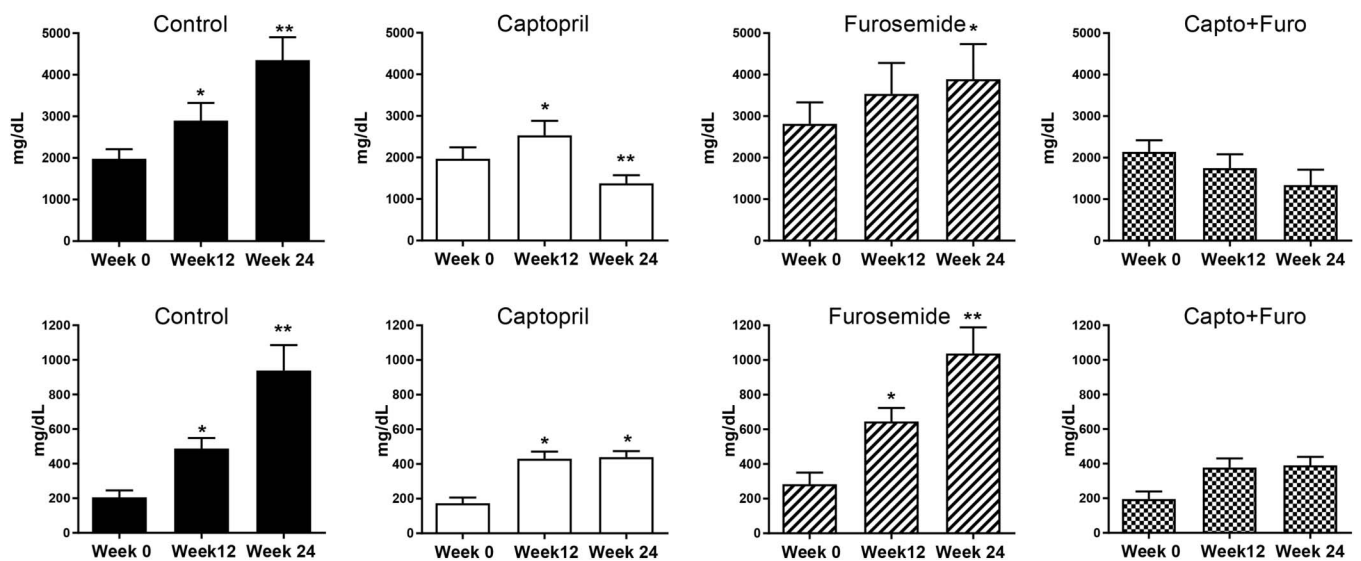 Control
Captopril
Furosemide
Capto+Furo
**
5000
4000
3000
2000
1000
0
mg/dL
*
Week 0
Week12
Week 24
5000
4000
3000
2000
1000
0
mg/dL
*
**
Week 0
Week12
Week 24
5000
4000
3000
2000
1000
0
mg/dL
*
Week 0
Week12
Week 24
5000
4000
3000
2000
1000
0
mg/dL
Week 0
Week12
Week 24
Control
Captopril
Furosemide
Capto+Furo
1200
1000
800
600
400
200
0
mg/dL
*
**
Week 0
Week12
Week 24
1200
1000
800
600
400
200
0
mg/dL
*
*
Week 0
Week12
Week 24
1200
1000
800
600
400
200
0
mg/dL
*
**
Week 0
Week12
Week 24
1200
1000
800
600
400
200
0
mg/dL
Week 0
Week12
Week 24